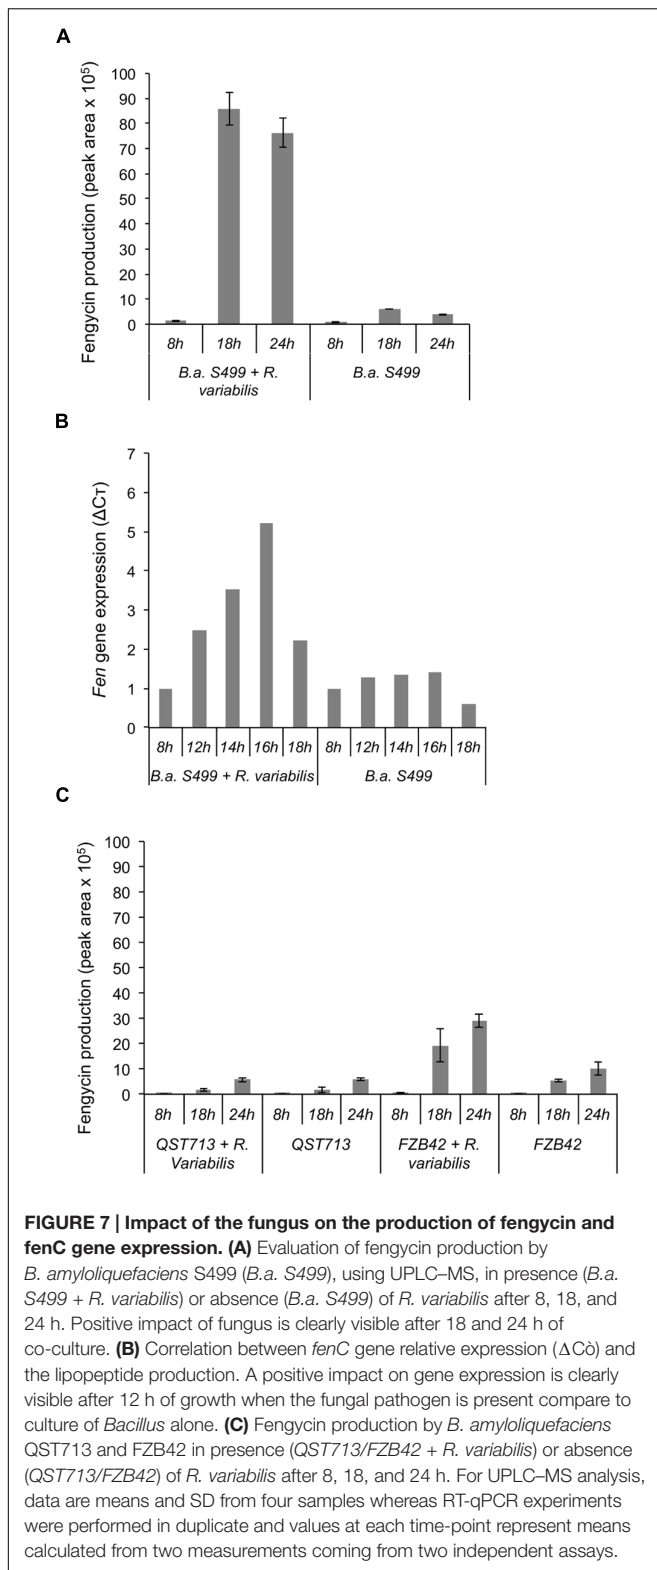 A
Fengycin production (peak area x 10⁵)
100
90
80
70
60
50
40
30
20
10
0
8h 18h 24h 8h 18h 24h
B.a. S499 + R. variabilis
B.a. S499
B
Fen gene expression (ΔCт)
7
6
5
4
3
2
1
0
8h 12h 14h 16h 18h 8h 12h 14h 16h 18h
B.a. S499 + R. variabilis B.a. S499
C
Fengycin production (peak area x 10⁵)
100
90
80
70
60
50
40
30
20
10
0
8h 18h 24h 8h 18h 24h 8h 18h 24h 8h 18h 24h
QST713 + R. Variabilis
QST713
FZB42 + R. variabilis
FZB42
FIGURE 7 | Impact of the fungus on the production of fengycin and
fenC gene expression. (A) Evaluation of fengycin production by
B. amyloliquefaciens S499 (B.a. S499), using UPLC–MS, in presence (B.a.
S499 + R. variabilis) or absence (B.a. S499) of R. variabilis after 8, 18, and
24 h. Positive impact of fungus is clearly visible after 18 and 24 h of
co-culture. (B) Correlation between fenC gene relative expression (ΔCò) and
the lipopeptide production. A positive impact on gene expression is clearly
visible after 12 h of growth when the fungal pathogen is present compare to
culture of Bacillus alone. (C) Fengycin production by B. amyloliquefaciens
QST713 and FZB42 in presence (QST713/FZB42 + R. variabilis) or absence
(QST713/FZB42) of R. variabilis after 8, 18, and 24 h. For UPLC–MS analysis,
data are means and SD from four samples whereas RT-qPCR experiments
were performed in duplicate and values at each time-point represent means
calculated from two measurements coming from two independent assays.